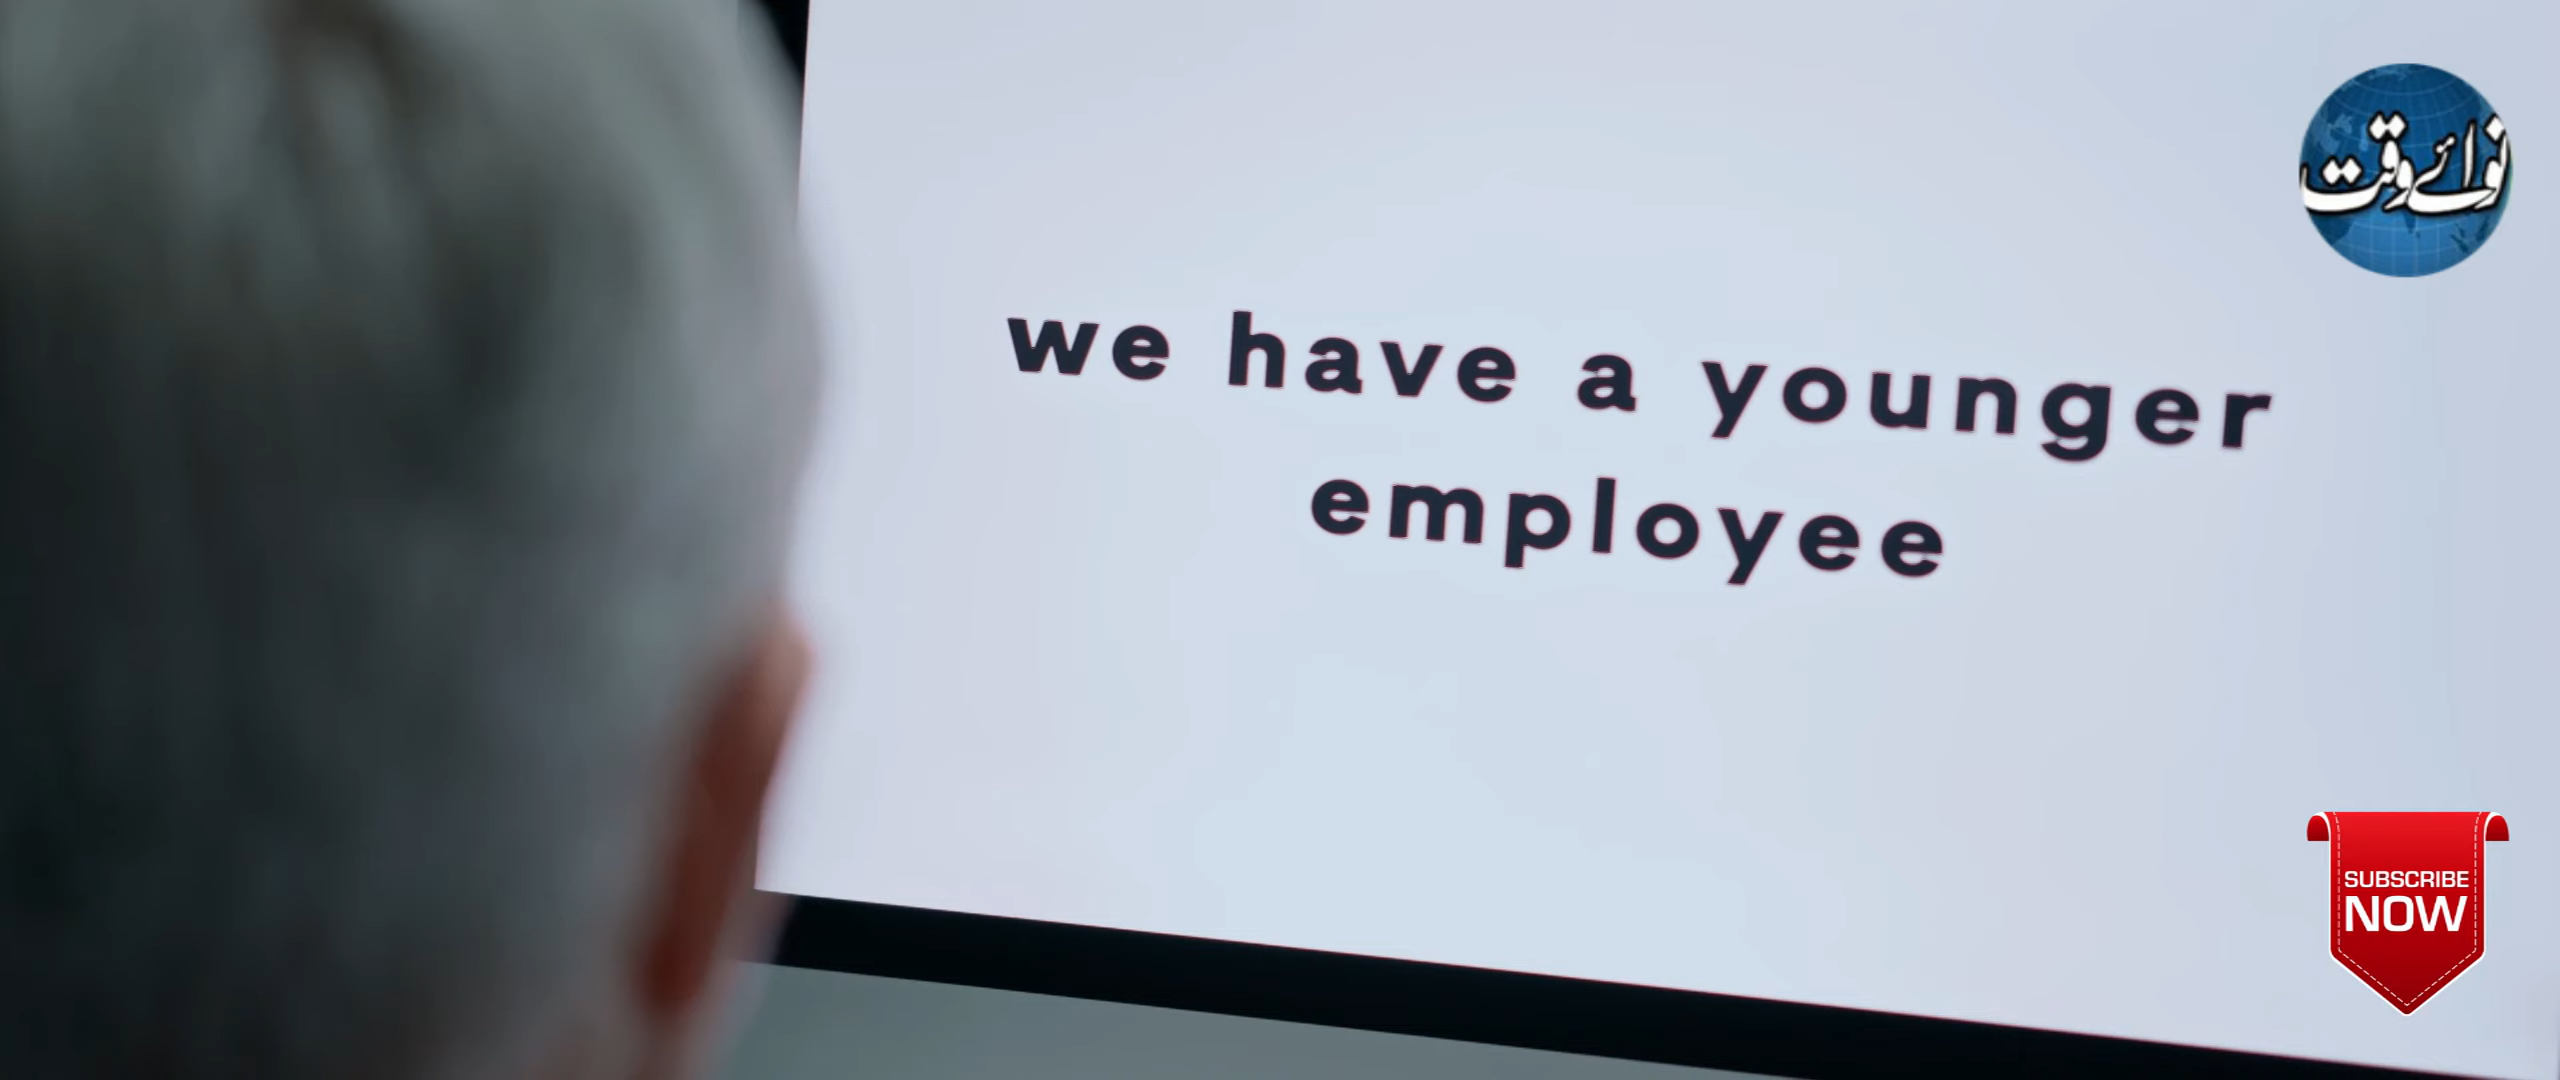 نوائے وقت
we have a younger
employee
SUBSCRIBE
NOW